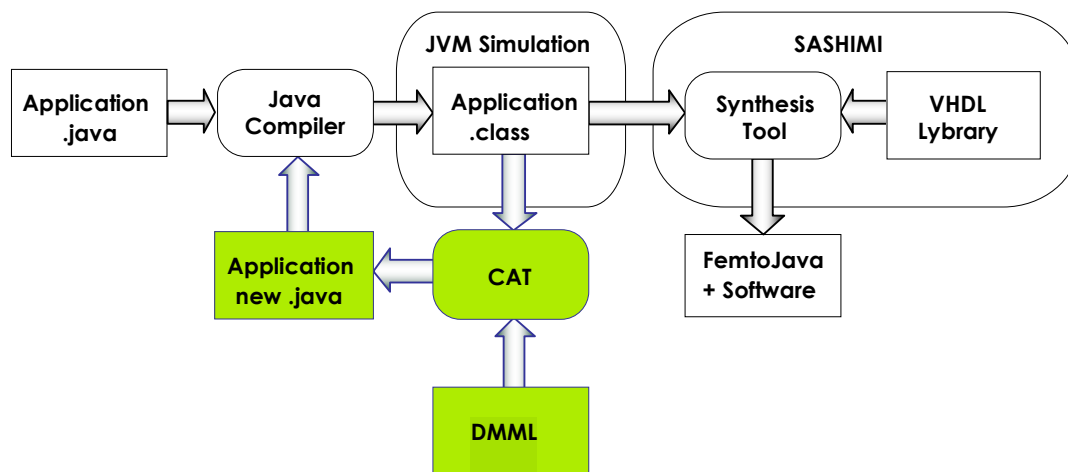 JVM Simulation
SASHIMI
Application
.java
Java
Compiler
Application
.class
Synthesis
Tool
VHDL
Lybrary
Application
new .java
CAT
FemtoJava
+ Software
DMML